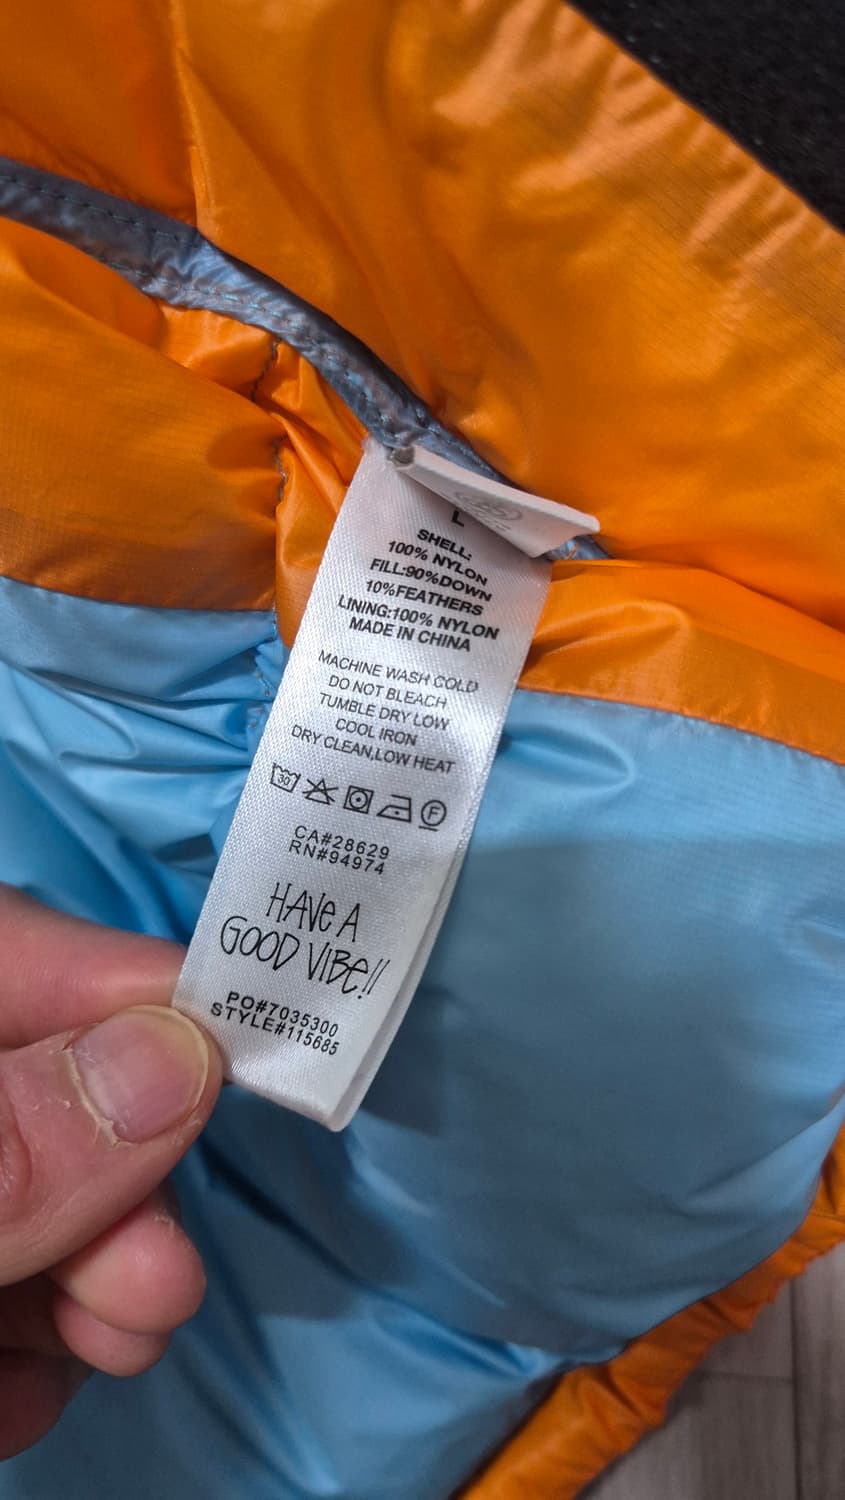 L
SHELL:
100% NYLON
FILL:90%DOWN
10%FEATHERS
LINING:100% NYLON
MADE IN CHINA
MACHINE WASH COLD
DO NOT BLEACH
TUMBLE DRY LOW
COOL IRON
DRY CLEAN,LOW HEAT
30
F
CA#28629
RN#94974
HAVE A
GOOD VIBE!!
PO#7035300
STYLE#115685